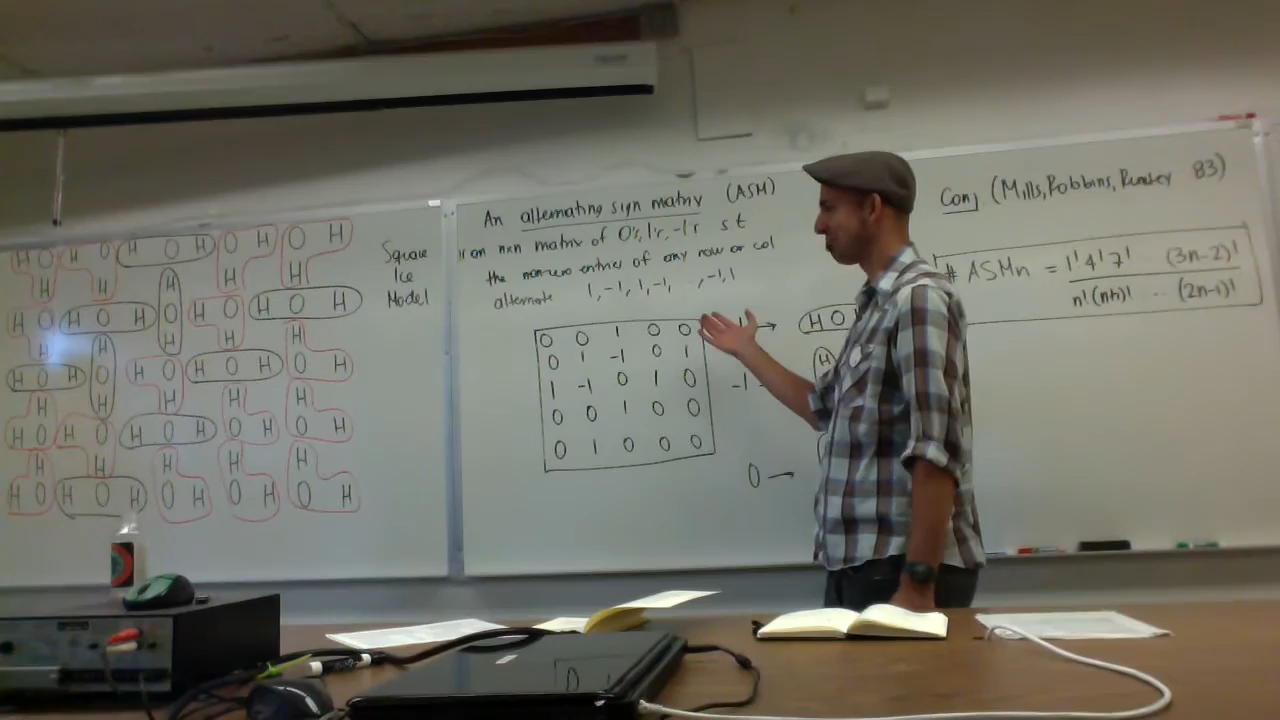 H O H O H O H O H O H
H H H H H
H O H O H O H O H O H
H H H H
H O H O H O H O H O H
H H H H H
H O H O H O H O H O H
H H H H H
H O H O H O H O H O H
Square
Ice
Model
An alternating sign matrix (ASM)
is an nxn matrix of 0's, 1's, -1's s t
the non-zero entries of any row or col
alternate 1, -1, 1, -1, .. , -1, 1
0 0 1 0 0
0 1 -1 0 1
1 -1 0 1 0
0 0 1 0 0
0 1 0 0 0
→ H O
-1 - H
0 —
Conj (Mills, Robbins, Rumsey 83)
# ASMn = 1! 4! 7! (3n-2)!
n! (n+1)! .. (2n-1)!